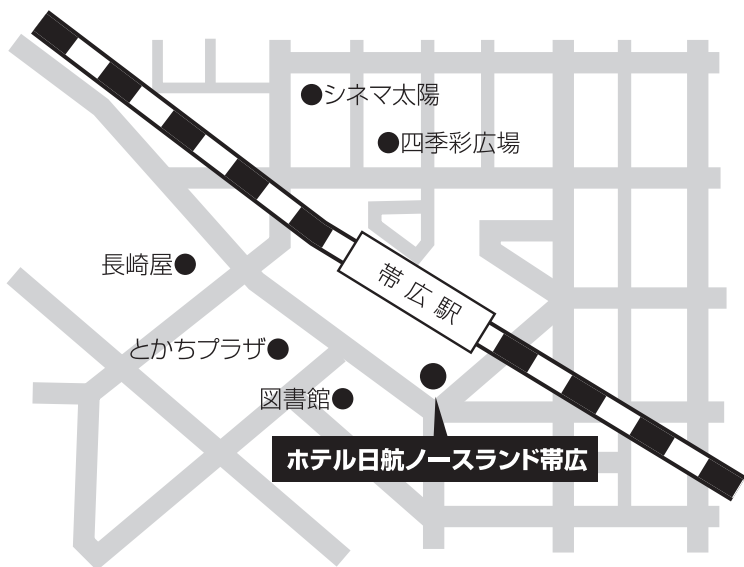 シネマ太陽
四季彩広場
長崎屋
帯広駅
とかちプラザ
図書館
ホテル日航ノースランド帯広